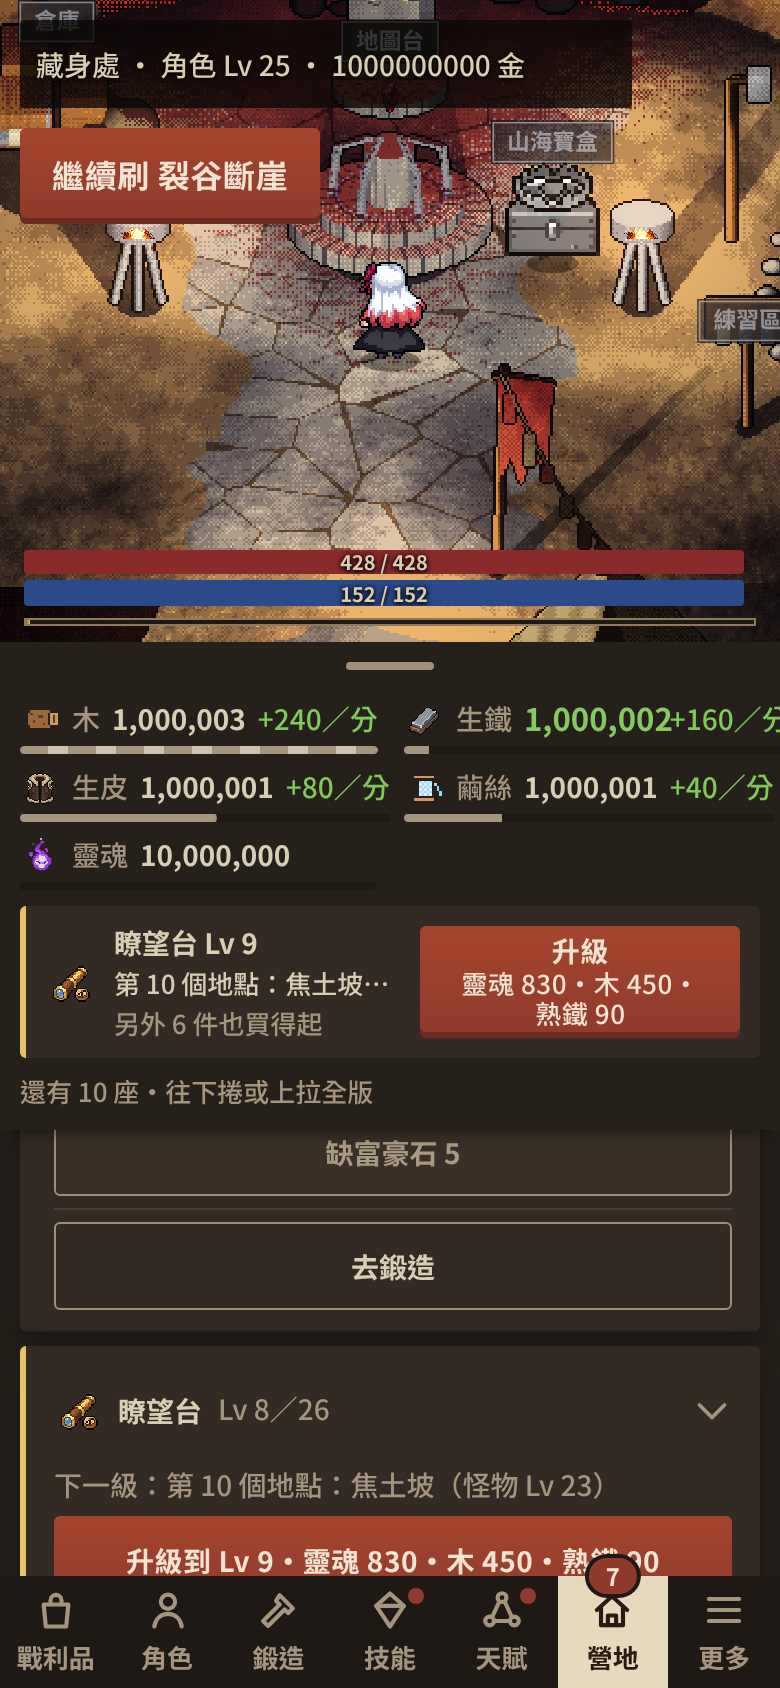 倉庫
地圖台
藏身處 • 角色 Lv 25 • 1000000000 金
山海寶盒
繼續刷 裂谷斷崖
練習區
428 / 428
152 / 152
木 1,000,003 +240／分
生鐵 1,000,002+160／分
生皮 1,000,001 +80／分
繭絲 1,000,001 +40／分
靈魂 10,000,000
瞭望台 Lv 9
第 10 個地點：焦土坡…
另外 6 件也買得起
升級
靈魂 830・木 450・
熟鐵 90
還有 10 座・往下捲或上拉全版
缺富豪石 5
去鍛造
瞭望台 Lv 8／26
下一級：第 10 個地點：焦土坡（怪物 Lv 23）
升級到 Lv 9・靈魂 830・木 450・熟鐵 90
7
戰利品
角色
鍛造
技能
天賦
營地
更多